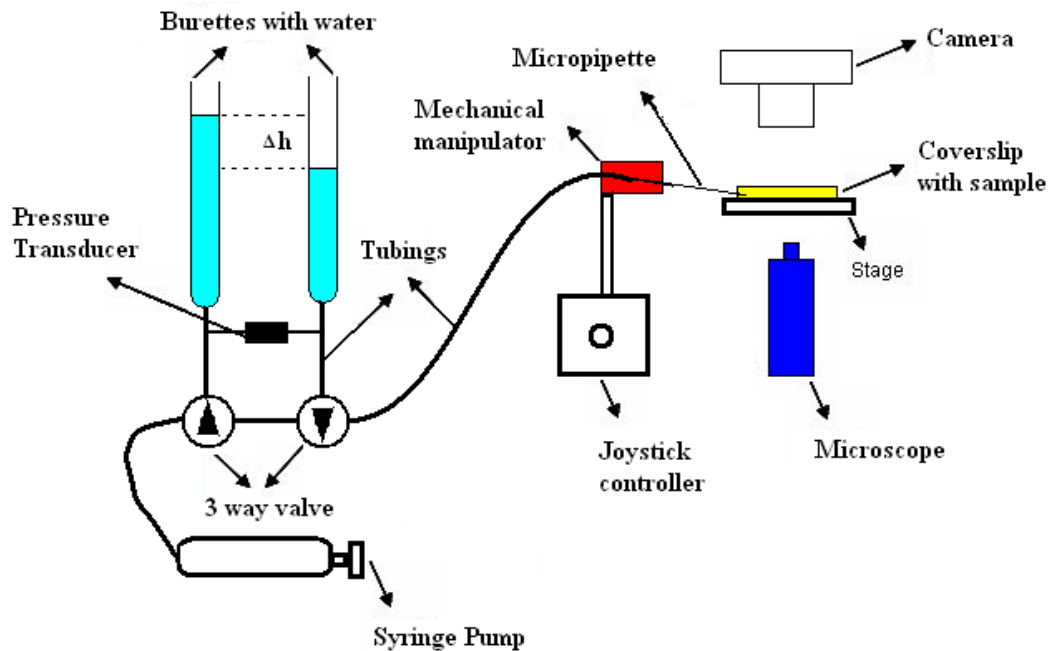 Burettes with water
Camera
Micropipette
Mechanical
manipulator
Δh
Coverslip
with sample
Pressure
Transducer
Tubings
Stage
Joystick
controller
Microscope
3 way valve
Syringe Pump